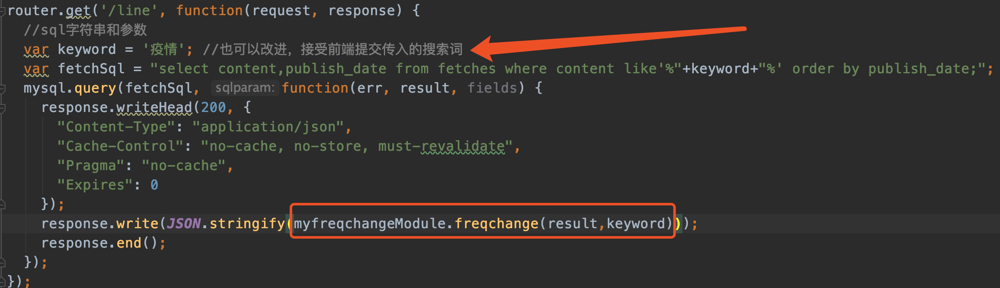 router.get('/line', function(request, response) {
//sql字符串和参数
var keyword = '疫情'; //也可以改进，接受前端提交传入的搜索词
var fetchSql = "select content,publish_date from fetches where content like'%"+keyword+"%' order by publish_date;";
mysql.query(fetchSql, sqlparam: function(err, result, fields) {
response.writeHead(200, {
"Content-Type": "application/json",
"Cache-Control": "no-cache, no-store, must-revalidate",
"Pragma": "no-cache",
"Expires": 0
});
response.write(JSON.stringify(myfreqchangeModule.freqchange(result,keyword)));
response.end();
});
});